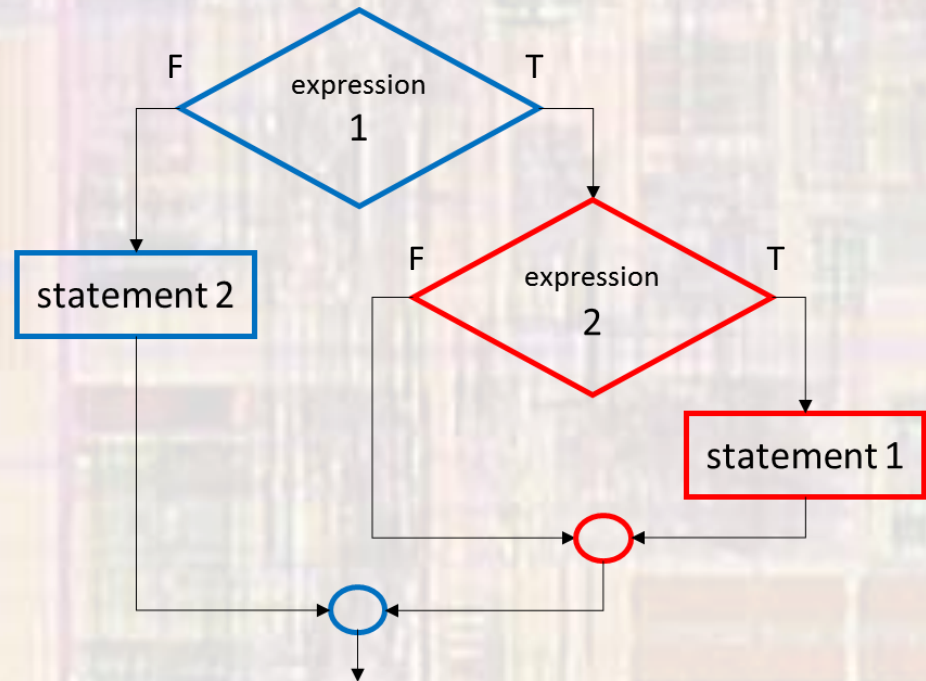 F
T
expression
1
F
T
statement 2
expression
2
statement 1